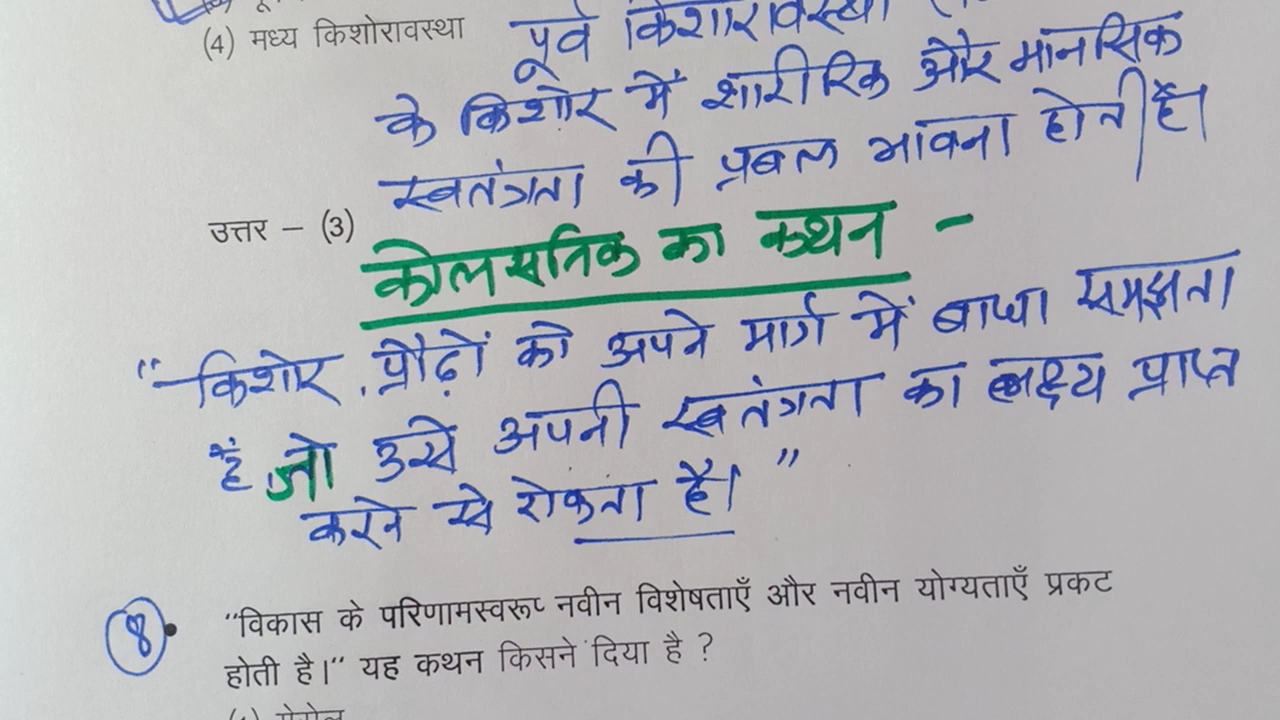 (4) मध्य किशोरावस्था
पूर्व किशोरावस्था
के किशोर में शारीरिक और मानसिक
स्वतंत्रता की प्रबल भावना होती है।
उत्तर – (3)
कोलसनिक का कथन -
"किशोर, प्रौढ़ों को अपने मार्ग में बाधा समझता
है, जो उसे अपनी स्वतंत्रता का लक्ष्य प्राप्त
करने से रोकता है।"
8
"विकास के परिणामस्वरूप नवीन विशेषताएँ और नवीन योग्यताएँ प्रकट
होती है।" यह कथन किसने दिया है ?